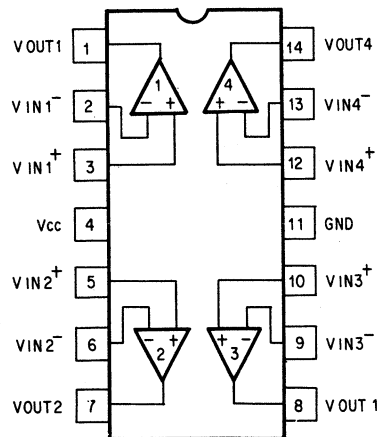 VOUT1 1 14 VOUT4
1 4
- + + -
VIN1- 2 13 VIN4-
VIN1+ 3 12 VIN4+
Vcc 4 11 GND
VIN2+ 5 10 VIN3+
- + + -
VIN2- 6 9 VIN3-
2 3
VOUT2 7 8 VOUT 1